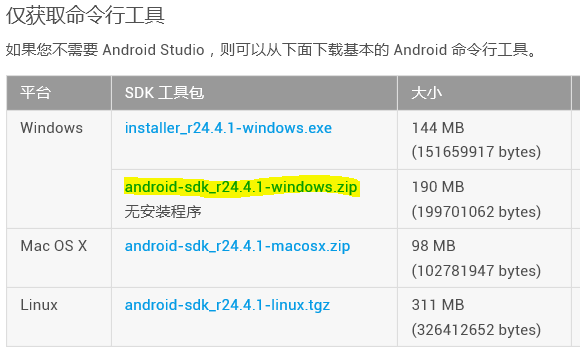 仅获取命令行工具
如果您不需要 Android Studio，则可以从下面下载基本的 Android 命令行工具。
平台 SDK 工具包 大小
Windows installer_r24.4.1-windows.exe 144 MB
(151659917 bytes)
android-sdk_r24.4.1-windows.zip 190 MB
无安装程序 (199701062 bytes)
Mac OS X android-sdk_r24.4.1-macosx.zip 98 MB
(102781947 bytes)
Linux android-sdk_r24.4.1-linux.tgz 311 MB
(326412652 bytes)